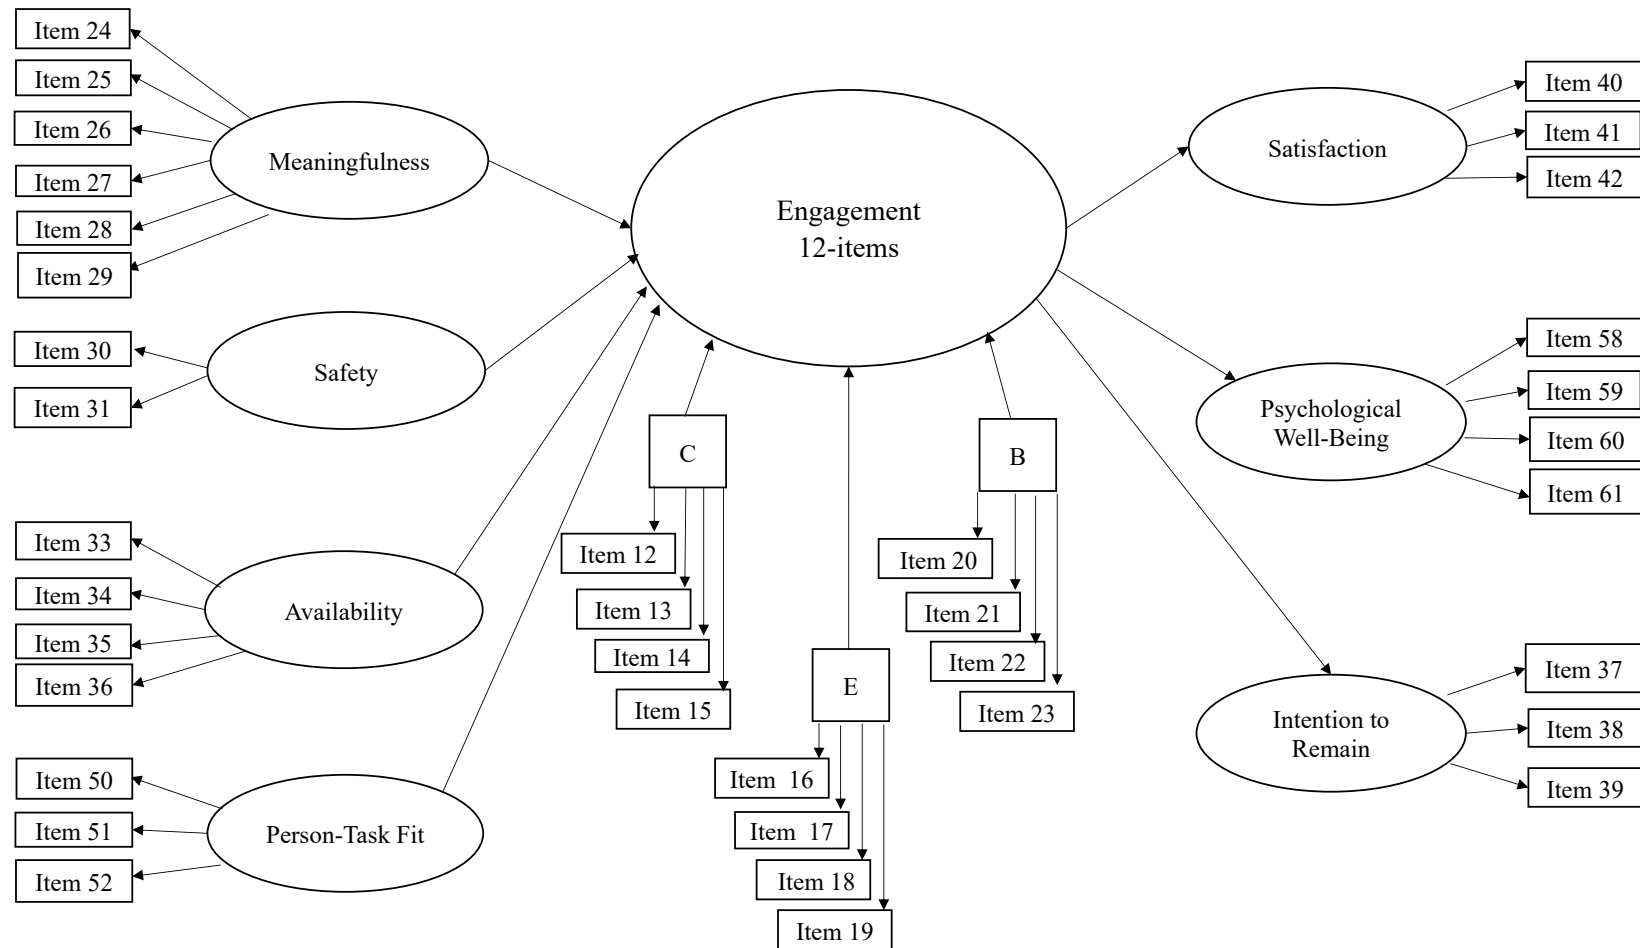 Item 24
Item 25
Item 26
Item 27
Item 28
Item 29
Meaningfulness
Item 30
Item 31
Safety
Item 33
Item 34
Item 35
Item 36
Availability
Item 50
Item 51
Item 52
Person-Task Fit
Engagement
12-items
C
Item 12
Item 13
Item 14
Item 15
E
Item  16
Item  17
Item 18
Item 19
B
Item 20
Item 21
Item 22
Item 23
Satisfaction
Item 40
Item 41
Item 42
Psychological
Well-Being
Item 58
Item 59
Item 60
Item 61
Intention to
Remain
Item 37
Item 38
Item 39